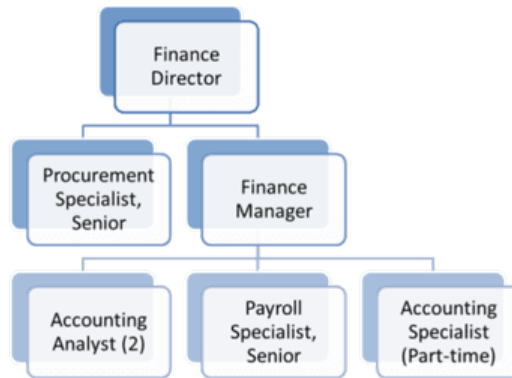 Finance
Director
Procurement
Specialist,
Senior
Finance
Manager
Accounting
Analyst (2)
Payroll
Specialist,
Senior
Accounting
Specialist
(Part-time)